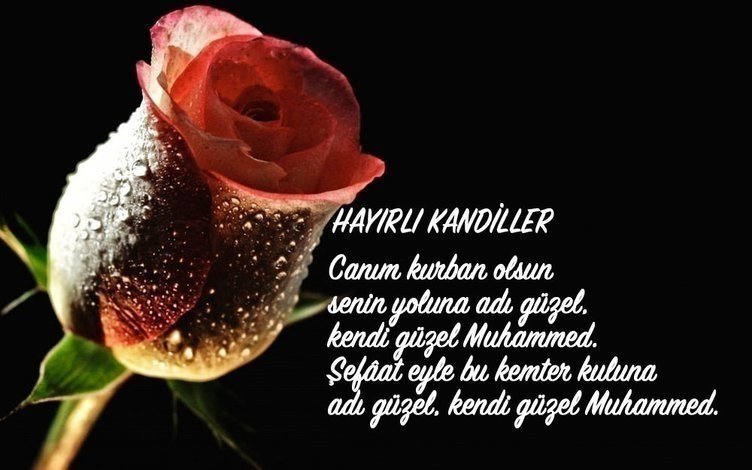 HAYIRLI KANDİLLER
Canım kurban olsun
senin yoluna adı güzel,
kendi güzel Muhammed.
Şefâat eyle bu kemter kuluna
adı güzel, kendi güzel Muhammed.